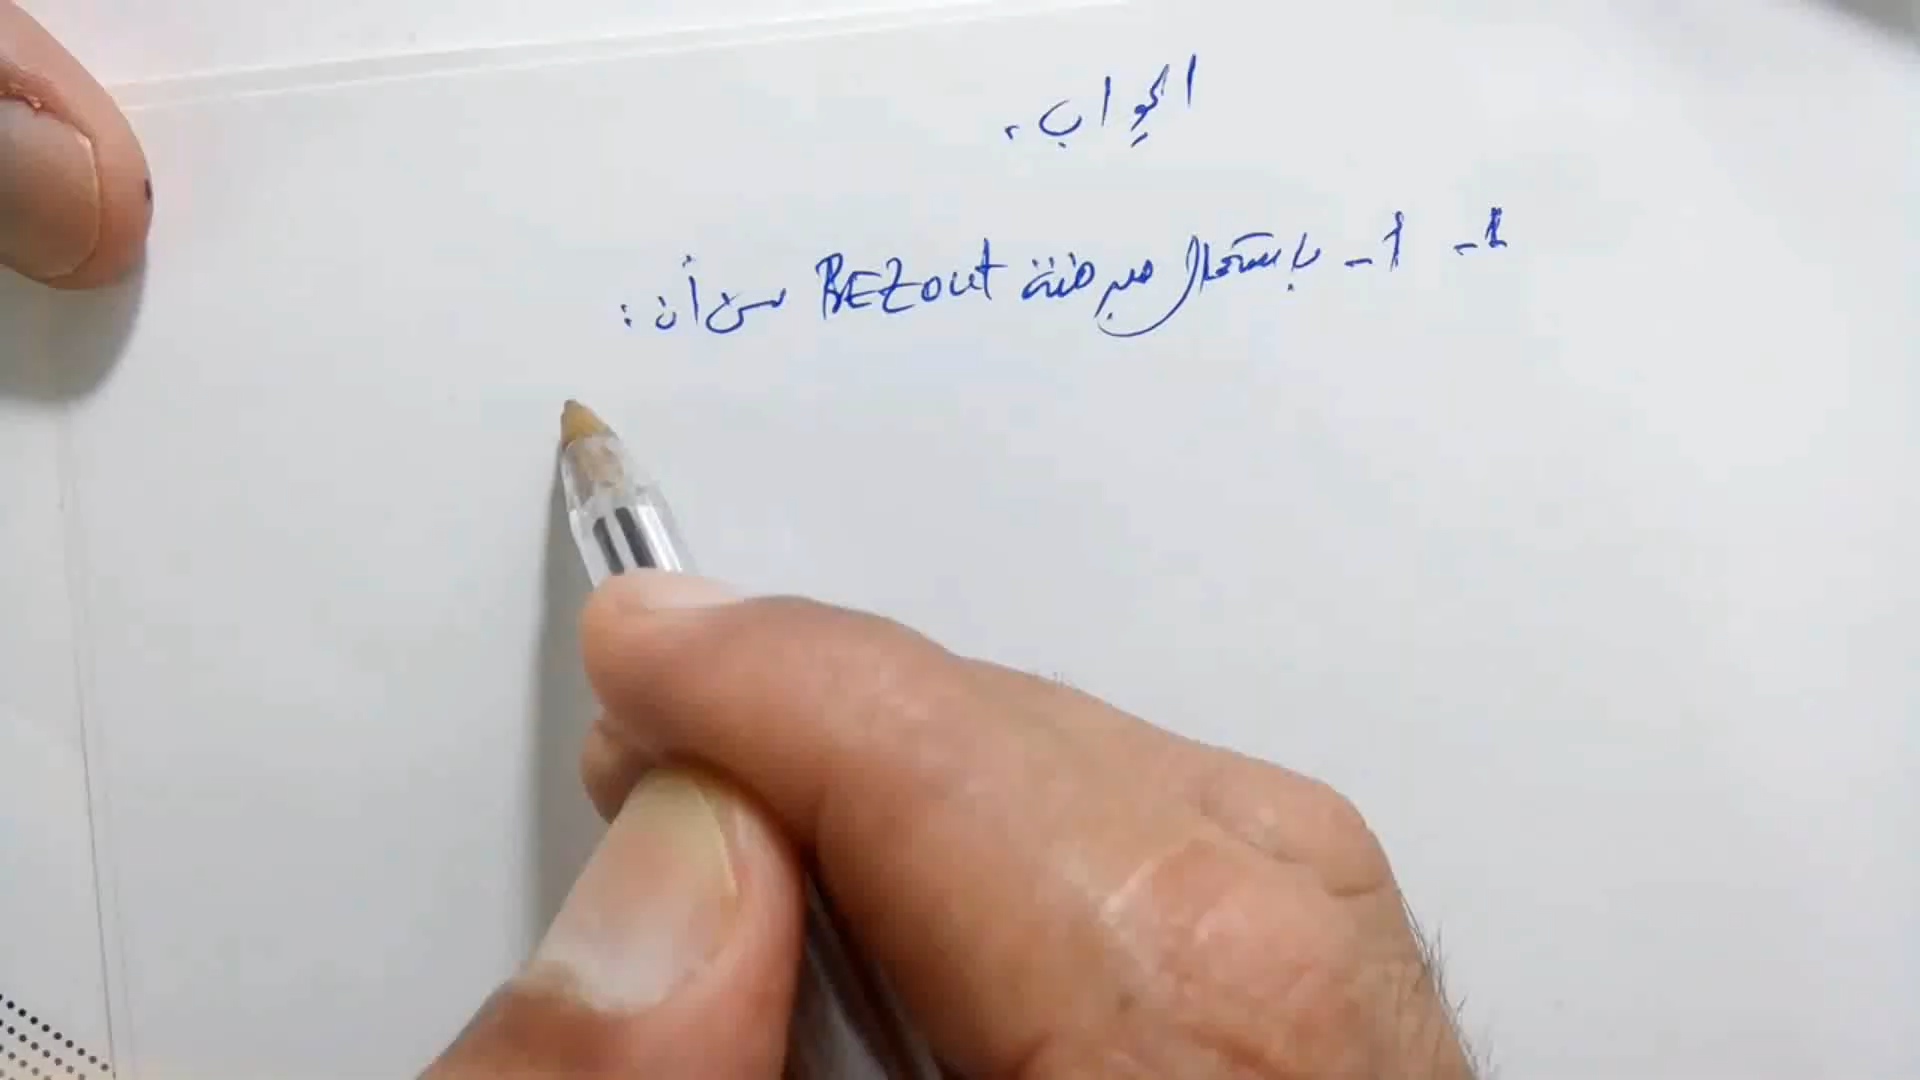 الجواب.
1- أ- باستعمال مبرهنة BEZout بين أن :